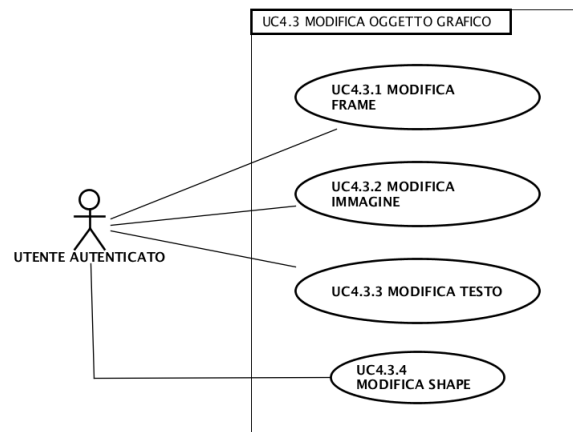 UC4.3 MODIFICA OGGETTO GRAFICO
UC4.3.1 MODIFICA
FRAME
UC4.3.2 MODIFICA
IMMAGINE
UTENTE AUTENTICATO
UC4.3.3 MODIFICA TESTO
UC4.3.4
MODIFICA SHAPE